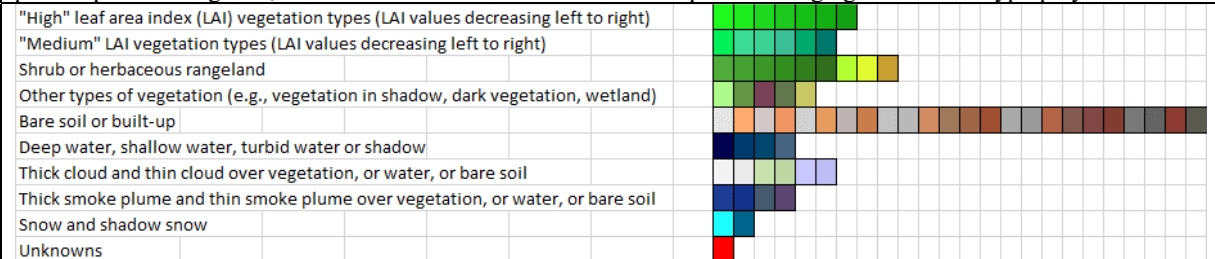 "High" leaf area index (LAI) vegetation types (LAI values decreasing left to right)
"Medium" LAI vegetation types (LAI values decreasing left to right)
Shrub or herbaceous rangeland
Other types of vegetation (e.g., vegetation in shadow, dark vegetation, wetland)
Bare soil or built-up
Deep water, shallow water, turbid water or shadow
Thick cloud and thin cloud over vegetation, or water, or bare soil
Thick smoke plume and thin smoke plume over vegetation, or water, or bare soil
Snow and shadow snow
Unknowns